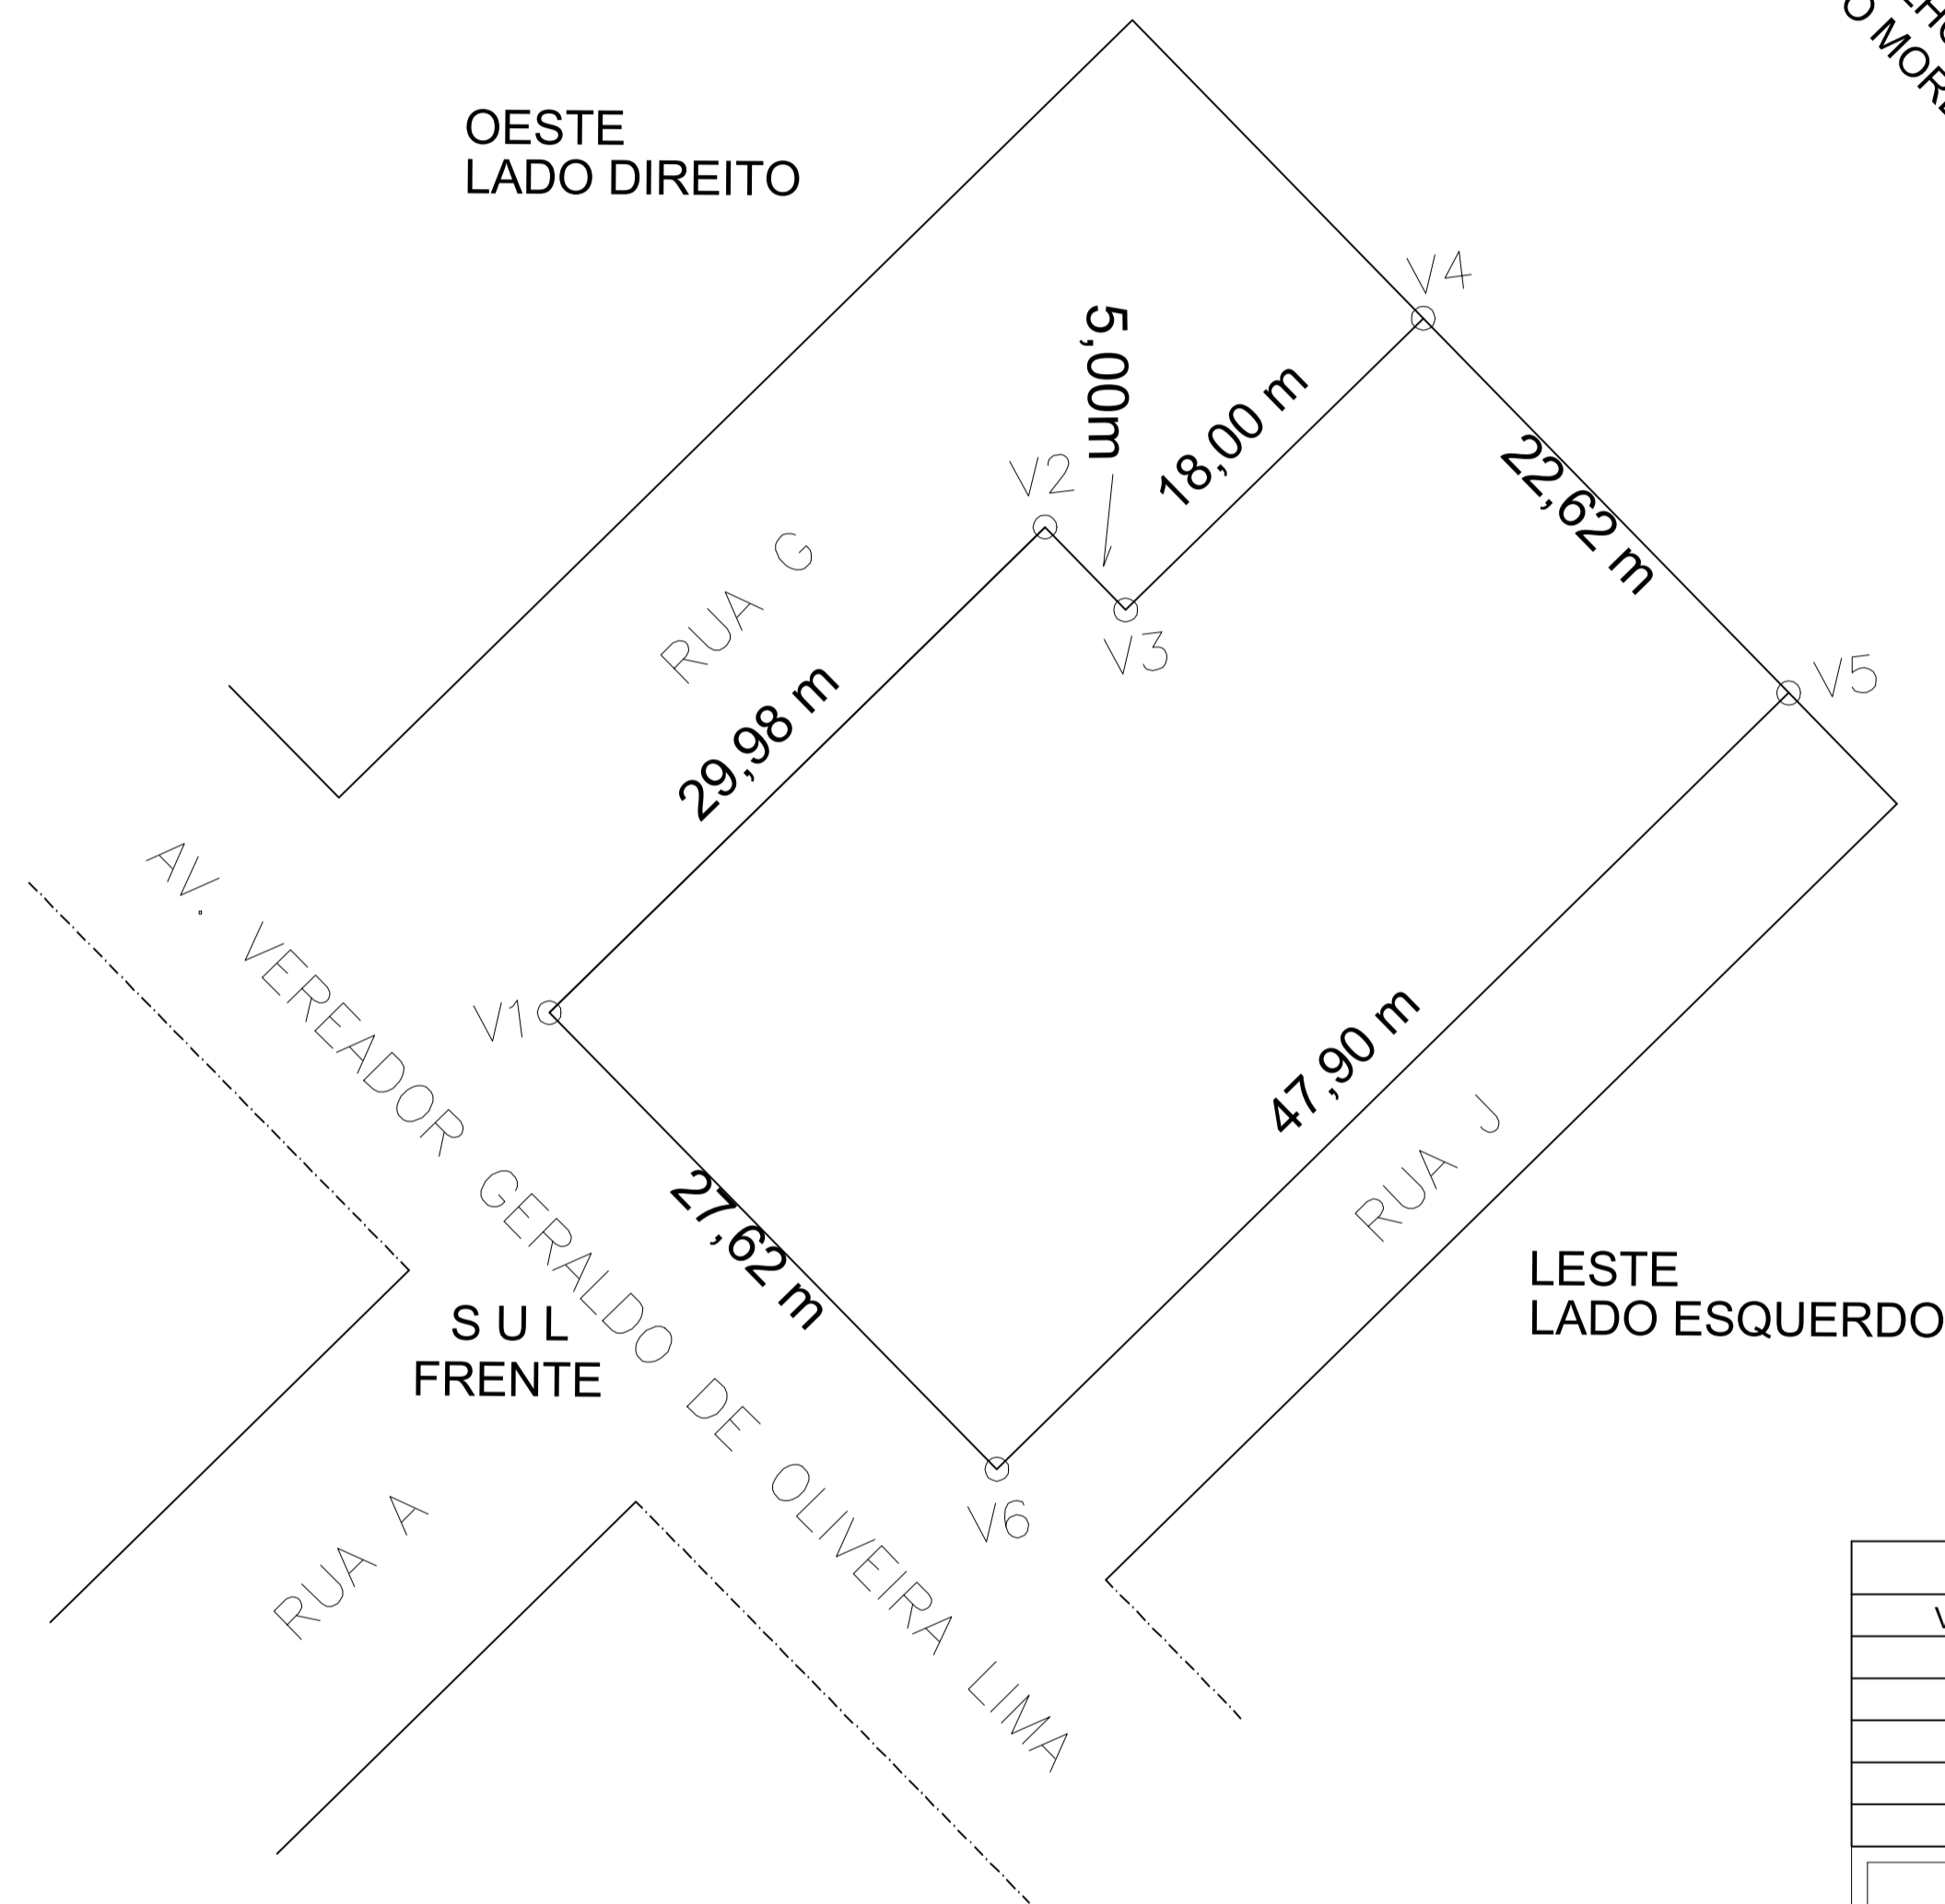 OESTE
LADO DIREITO
V4
5,00m
18,00 m
V2
22,62 m
RUA G
V3
V5
29,98 m
AV. VEREADOR GERALDO DE OLIVEIRA LIMA
V1
47,90 m
RUA J
27,62 m
LESTE
LADO ESQUERDO
SUL
FRENTE
V6
RUA A